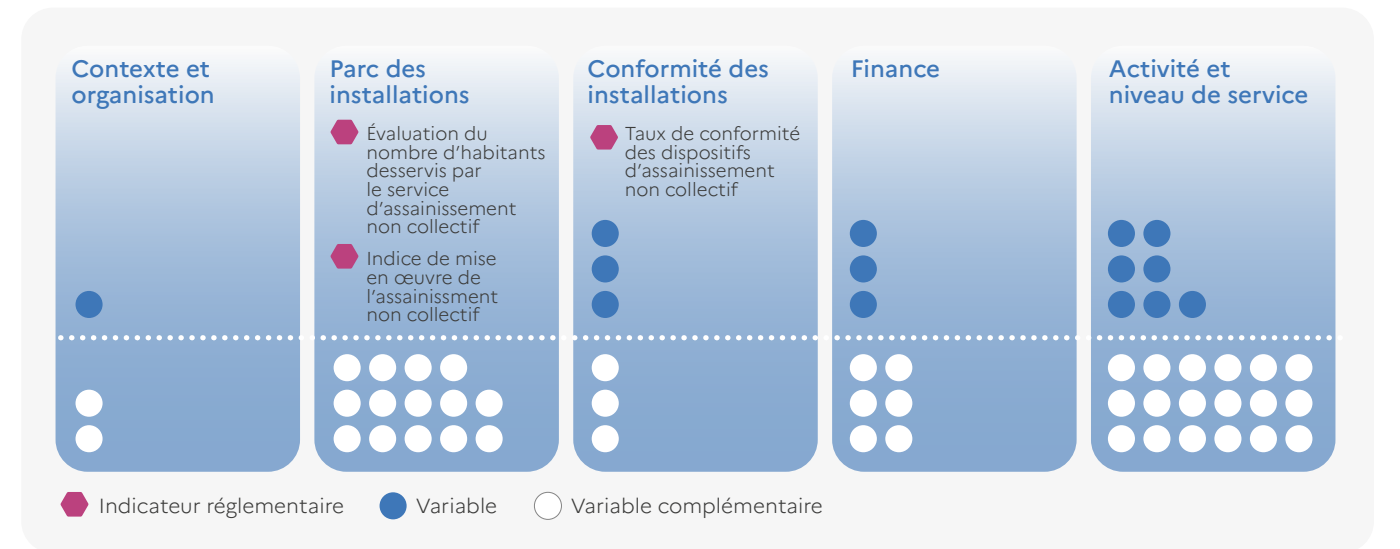 Contexte et
organisation
Parc des
installations
Évaluation du
nombre d'habitants
desservis par
le service
d'assainissement
non collectif
Indice de mise
en œuvre de
l'assainissment
non collectif
Conformité des
installations
Taux de conformité
des dispositifs
d'assainissement
non collectif
Finance
Activité et
niveau de service
Indicateur réglementaire
Variable
Variable complémentaire